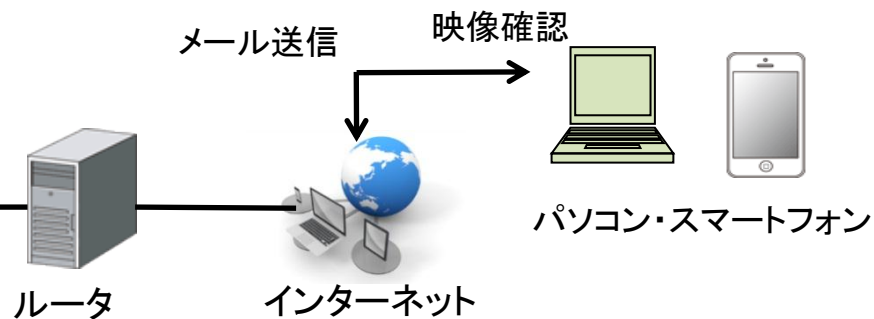 メール送信
映像確認
パソコン・スマートフォン
ルータ
インターネット